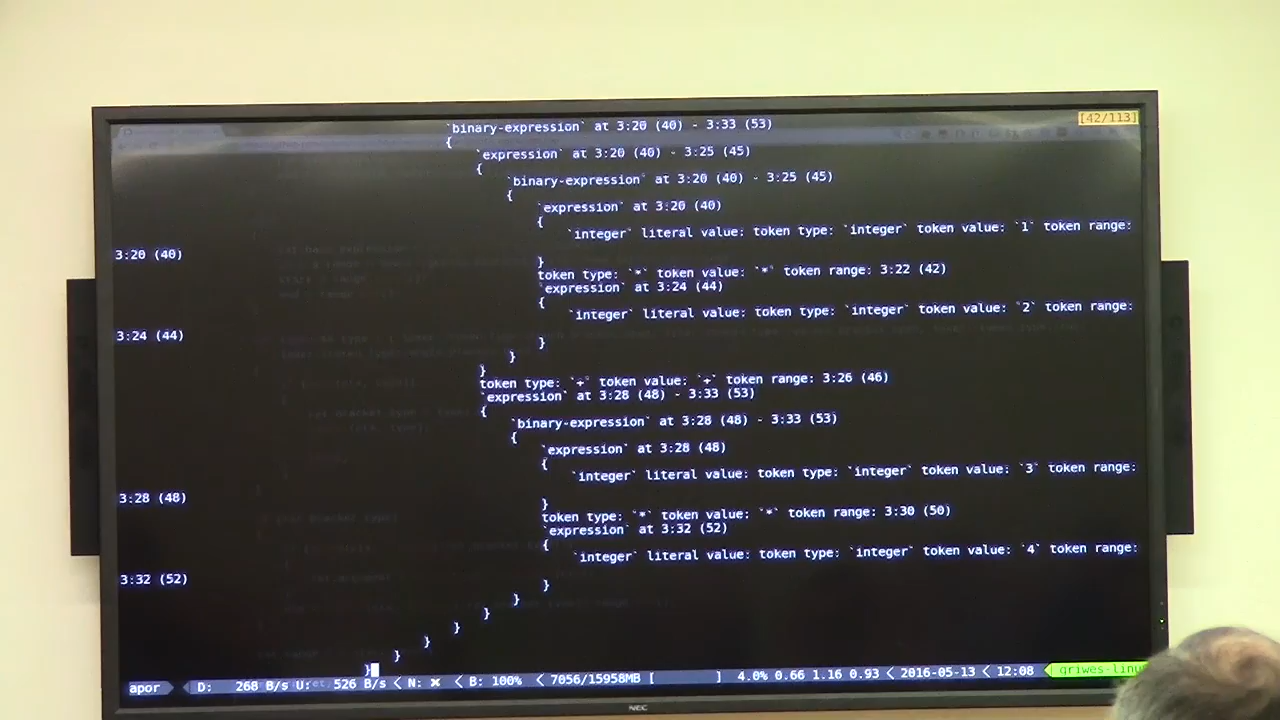 [42/113]
`binary-expression` at 3:20 (40) - 3:33 (53)
{
`expression` at 3:20 (40) - 3:25 (45)
{
`binary-expression` at 3:20 (40) - 3:25 (45)
{
`expression` at 3:20 (40)
{
`integer` literal value: token type: `integer` token value: `1` token range:
3:20 (40)
}
token type: `*` token value: `*` token range: 3:22 (42)
`expression` at 3:24 (44)
{
`integer` literal value: token type: `integer` token value: `2` token range:
3:24 (44)
}
}
}
token type: `+` token value: `+` token range: 3:26 (46)
`expression` at 3:28 (48) - 3:33 (53)
{
`binary-expression` at 3:28 (48) - 3:33 (53)
{
`expression` at 3:28 (48)
{
`integer` literal value: token type: `integer` token value: `3` token range:
3:28 (48)
}
token type: `*` token value: `*` token range: 3:30 (50)
`expression` at 3:32 (52)
{
`integer` literal value: token type: `integer` token value: `4` token range:
3:32 (52)
}
}
}
}
}
}
}
apor D: 268 B/s U: 526 B/s < N: ✖ < B: 100% < 7056/15958MB [ ] 4.0% 0.66 1.16 0.93 < 2016-05-13 < 12:08 griwes-linu
NEC